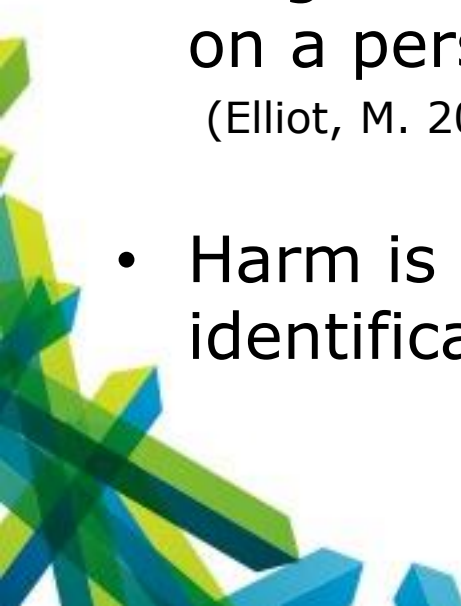 on a pers
(Elliot, M. 20
• Harm is
identifica